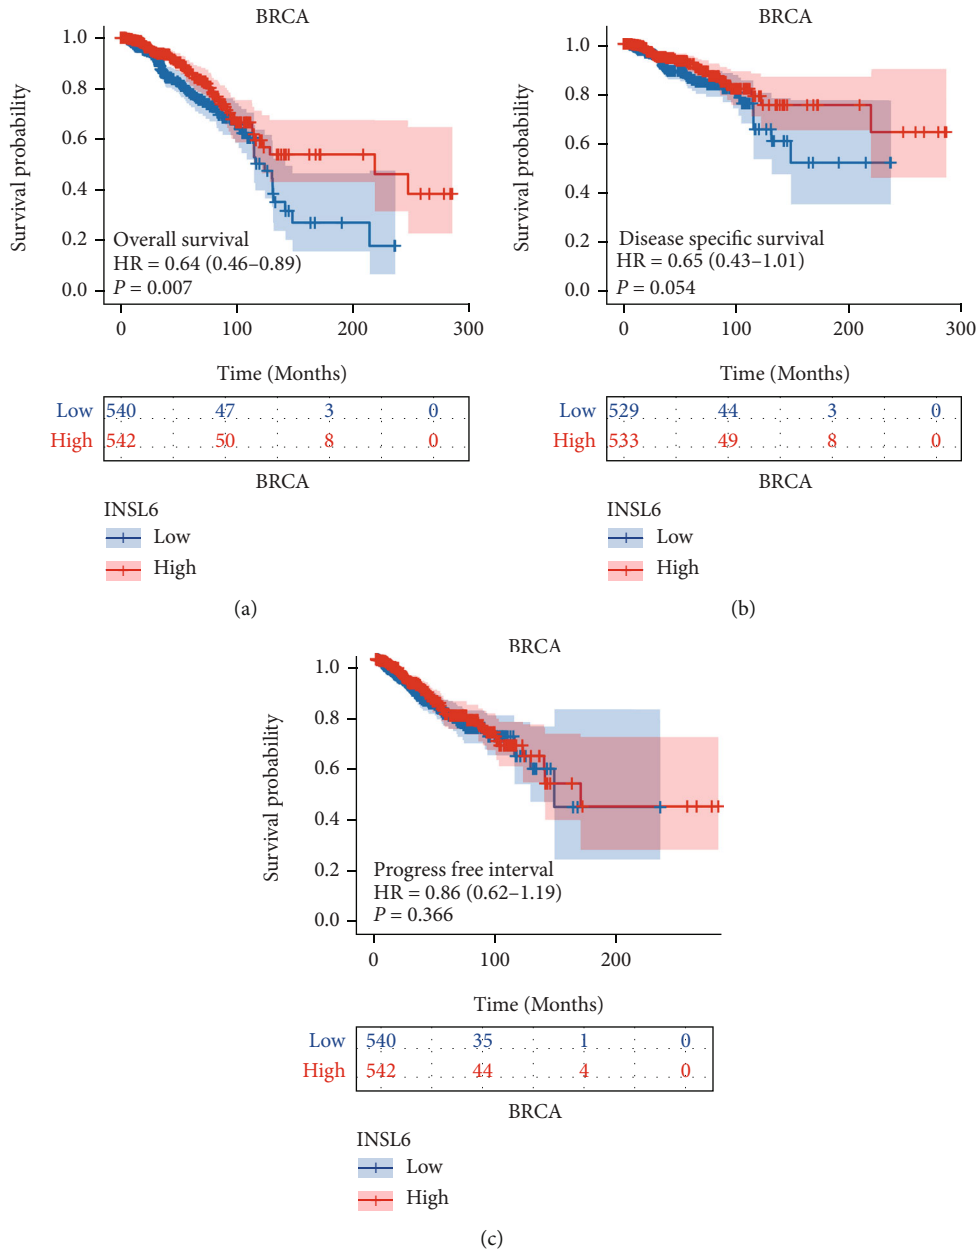 BRCA
1.0
0.8
0.6
0.4
0.2
0.0
Survival probability
Overall survival
HR = 0.64 (0.46–0.89)
P = 0.007
0 100 200 300
Time (Months)
Low 540 47 3 0
High 542 50 8 0
BRCA
INSL6
Low
High
(a)
BRCA
1.0
0.8
0.6
0.4
0.2
0.0
Survival probability
Disease specific survival
HR = 0.65 (0.43–1.01)
P = 0.054
0 100 200 300
Time (Months)
Low 529 44 3 0
High 533 49 8 0
BRCA
INSL6
Low
High
(b)
BRCA
1.0
0.8
0.6
0.4
0.2
0.0
Survival probability
Progress free interval
HR = 0.86 (0.62–1.19)
P = 0.366
0 100 200
Time (Months)
Low 540 35 1 0
High 542 44 4 0
BRCA
INSL6
Low
High
(c)